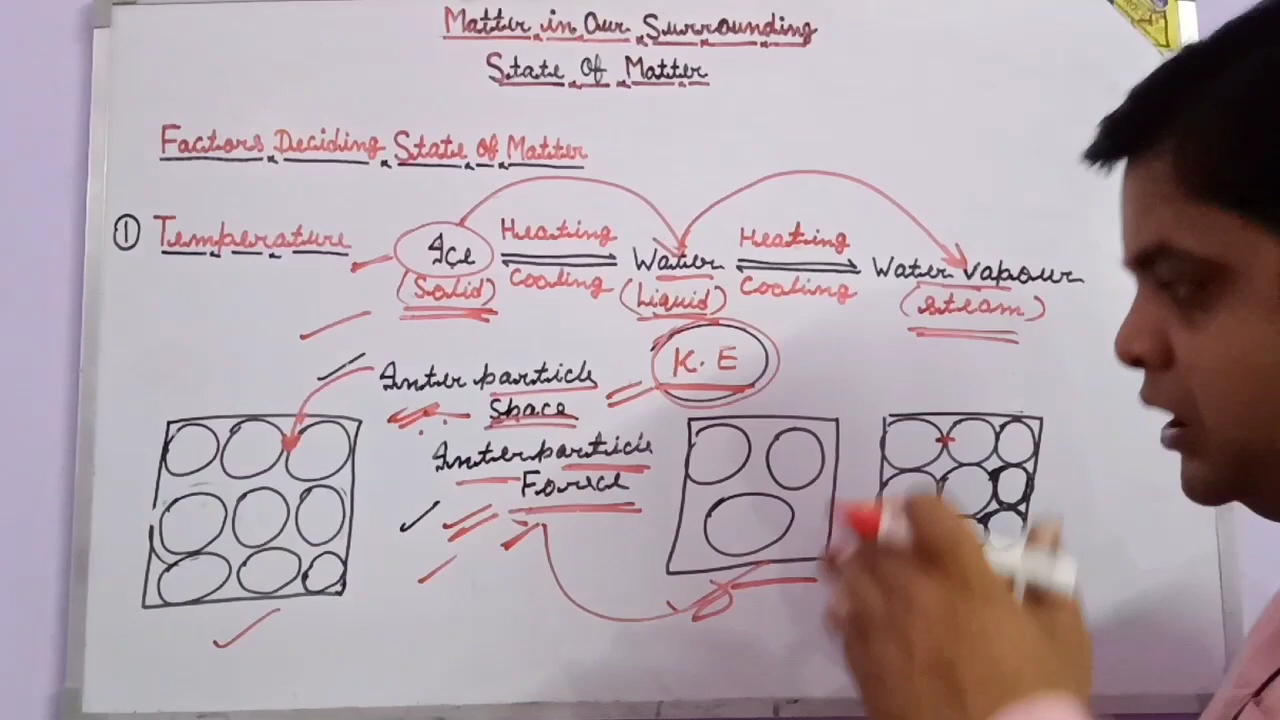 Matter in Our Surrounding
State Of Matter
Factors Deciding State of Matter
① Temperature
Ice
(Solid)
Heating
Cooling
Water
(Liquid)
Heating
Cooling
Water Vapour
(Steam)
K.E
Inter particle
Space
Interparticle
Force